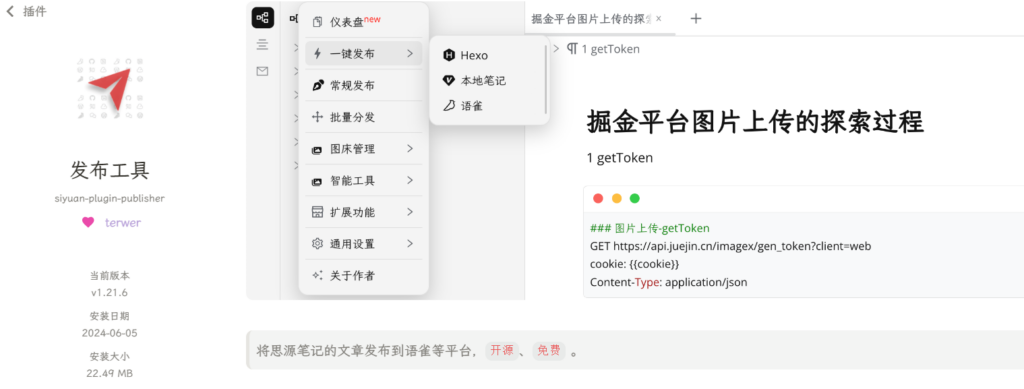 插件
发布工具
siyuan-plugin-publisher
terwer
当前版本
v1.21.6
安装日期
2024-06-05
安装大小
22.49 MB
仪表盘new
一键发布
常规发布
批量分发
图床管理
智能工具
扩展功能
通用设置
关于作者
Hexo
本地笔记
语雀
掘金平台图片上传的探
1 getToken
掘金平台图片上传的探索过程
1 getToken
### 图片上传-getToken
GET https://api.juejin.cn/imagex/gen_token?client=web
cookie: {{cookie}}
Content-Type: application/json
将思源笔记的文章发布到语雀等平台，开源、免费 。